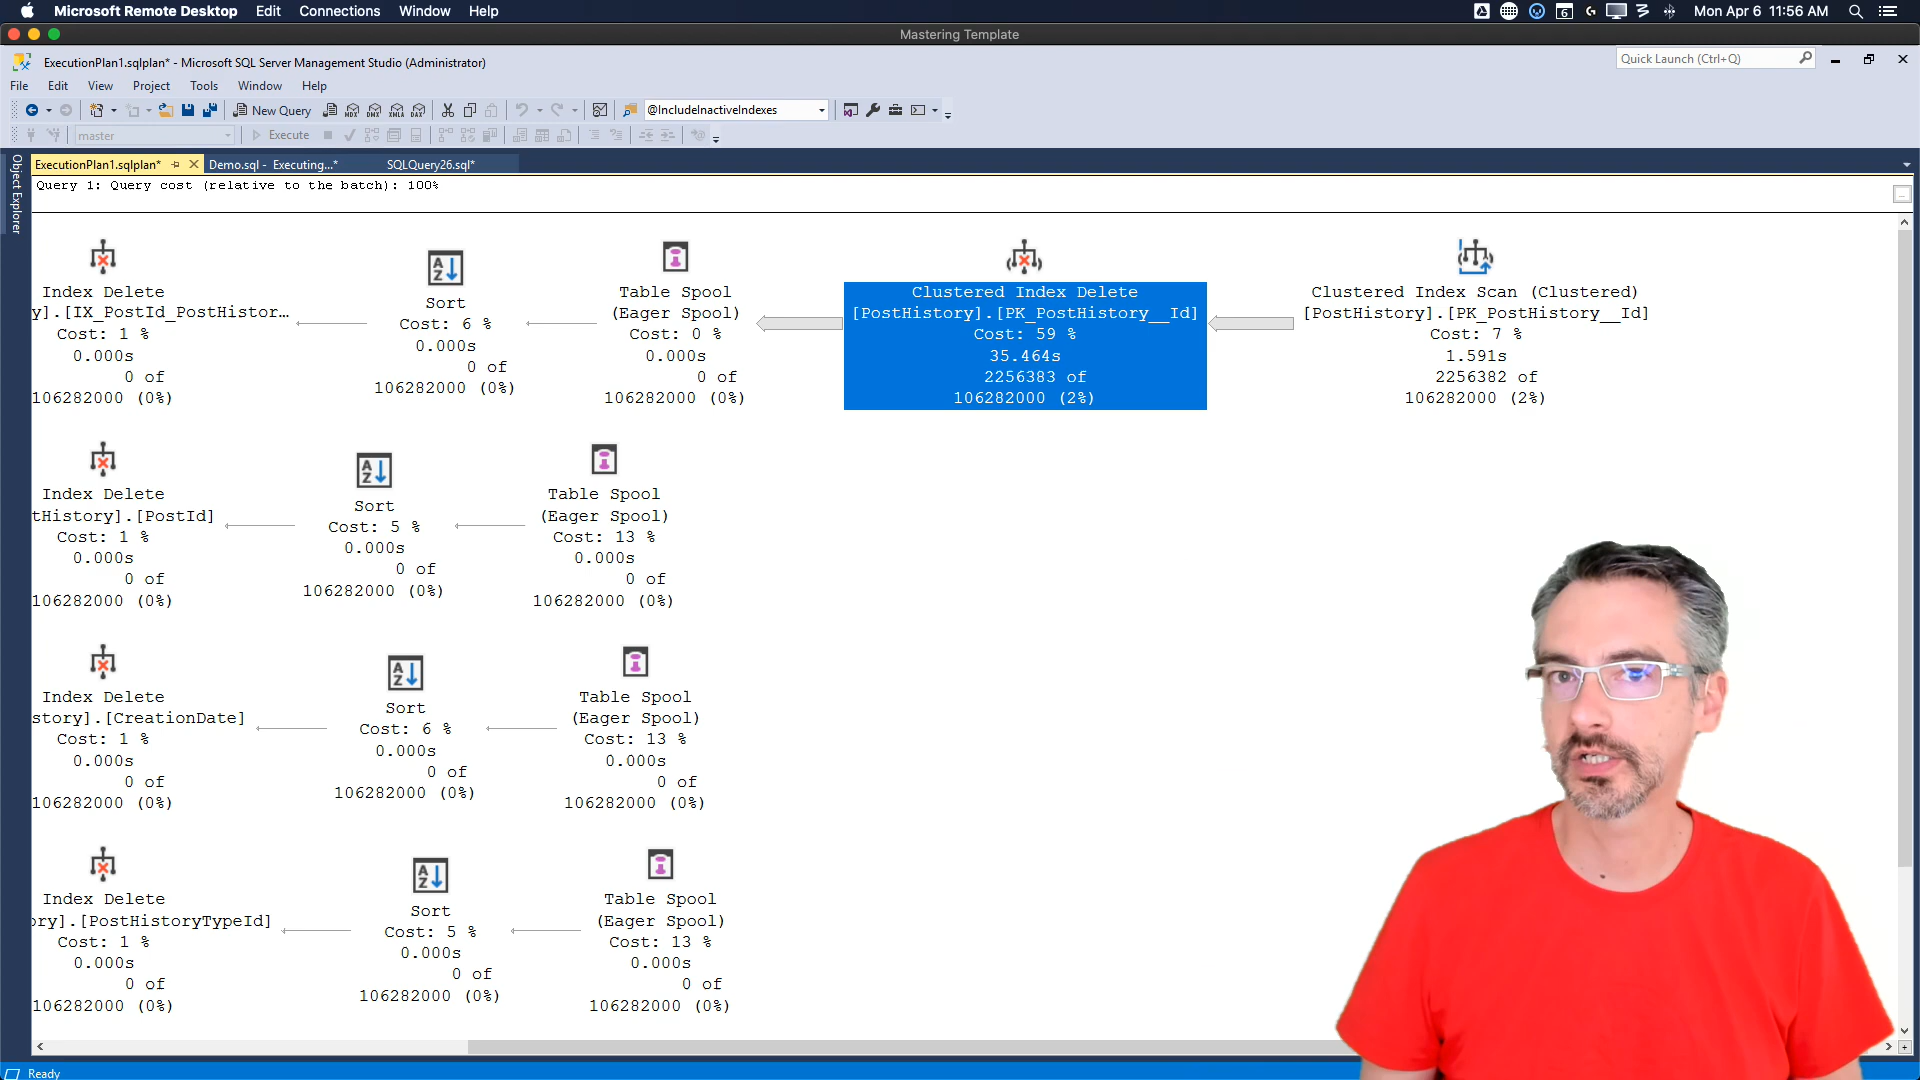 Microsoft Remote Desktop Edit Connections Window Help
6 Mon Apr 6 11:56 AM
Mastering Template
ExecutionPlan1.sqlplan* - Microsoft SQL Server Management Studio (Administrator)
Quick Launch (Ctrl+Q)
File Edit View Project Tools Window Help
New Query MDX DMX XMLA DAX @IncludeInactiveIndexes
master Execute
Object Explorer
ExecutionPlan1.sqlplan* Demo.sql - Executing...* SQLQuery26.sql*
Query 1: Query cost (relative to the batch): 100%
Index Delete
y].[IX_PostId_PostHistor...
Cost: 1 %
0.000s
0 of
106282000 (0%)
Sort
Cost: 6 %
0.000s
0 of
106282000 (0%)
Table Spool
(Eager Spool)
Cost: 0 %
0.000s
0 of
106282000 (0%)
Clustered Index Delete
[PostHistory].[PK_PostHistory__Id]
Cost: 59 %
35.464s
2256383 of
106282000 (2%)
Clustered Index Scan (Clustered)
[PostHistory].[PK_PostHistory__Id]
Cost: 7 %
1.591s
2256382 of
106282000 (2%)
Index Delete
tHistory].[PostId]
Cost: 1 %
0.000s
0 of
106282000 (0%)
Sort
Cost: 5 %
0.000s
0 of
106282000 (0%)
Table Spool
(Eager Spool)
Cost: 13 %
0.000s
0 of
106282000 (0%)
Index Delete
story].[CreationDate]
Cost: 1 %
0.000s
0 of
106282000 (0%)
Sort
Cost: 6 %
0.000s
0 of
106282000 (0%)
Table Spool
(Eager Spool)
Cost: 13 %
0.000s
0 of
106282000 (0%)
Index Delete
ory].[PostHistoryTypeId]
Cost: 1 %
0.000s
0 of
106282000 (0%)
Sort
Cost: 5 %
0.000s
0 of
106282000 (0%)
Table Spool
(Eager Spool)
Cost: 13 %
0.000s
0 of
106282000 (0%)
Ready